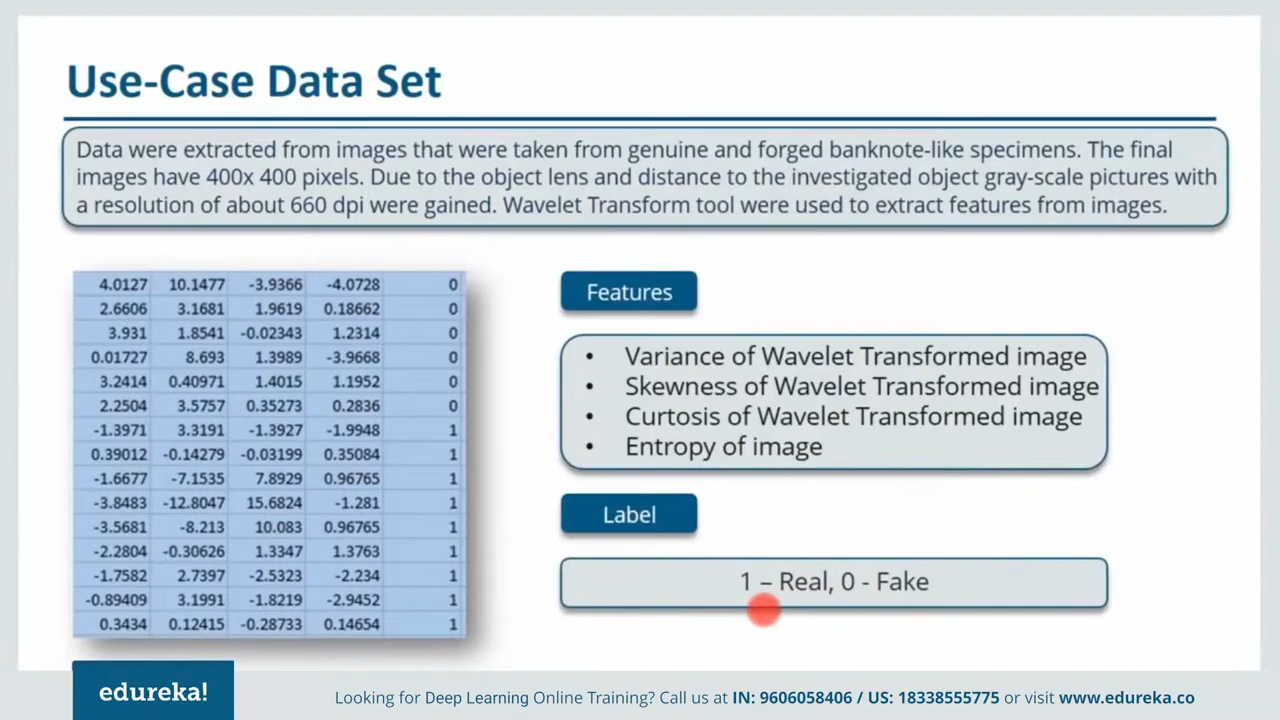 Use-Case Data Set
Data were extracted from images that were taken from genuine and forged banknote-like specimens. The final
images have 400x 400 pixels. Due to the object lens and distance to the investigated object gray-scale pictures with
a resolution of about 660 dpi were gained. Wavelet Transform tool were used to extract features from images.
4.0127 10.1477 -3.9366 -4.0728 0
2.6606 3.1681 1.9619 0.18662 0
3.931 1.8541 -0.02343 1.2314 0
0.01727 8.693 1.3989 -3.9668 0
3.2414 0.40971 1.4015 1.1952 0
2.2504 3.5757 0.35273 0.2836 0
-1.3971 3.3191 -1.3927 -1.9948 1
0.39012 -0.14279 -0.03199 0.35084 1
-1.6677 -7.1535 7.8929 0.96765 1
-3.8483 -12.8047 15.6824 -1.281 1
-3.5681 -8.213 10.083 0.96765 1
-2.2804 -0.30626 1.3347 1.3763 1
-1.7582 2.7397 -2.5323 -2.234 1
-0.89409 3.1991 -1.8219 -2.9452 1
0.3434 0.12415 -0.28733 0.14654 1
Features
• Variance of Wavelet Transformed image
• Skewness of Wavelet Transformed image
• Curtosis of Wavelet Transformed image
• Entropy of image
Label
1 – Real, 0 - Fake
edureka!
Looking for Deep Learning Online Training? Call us at IN: 9606058406 / US: 18338555775 or visit www.edureka.co